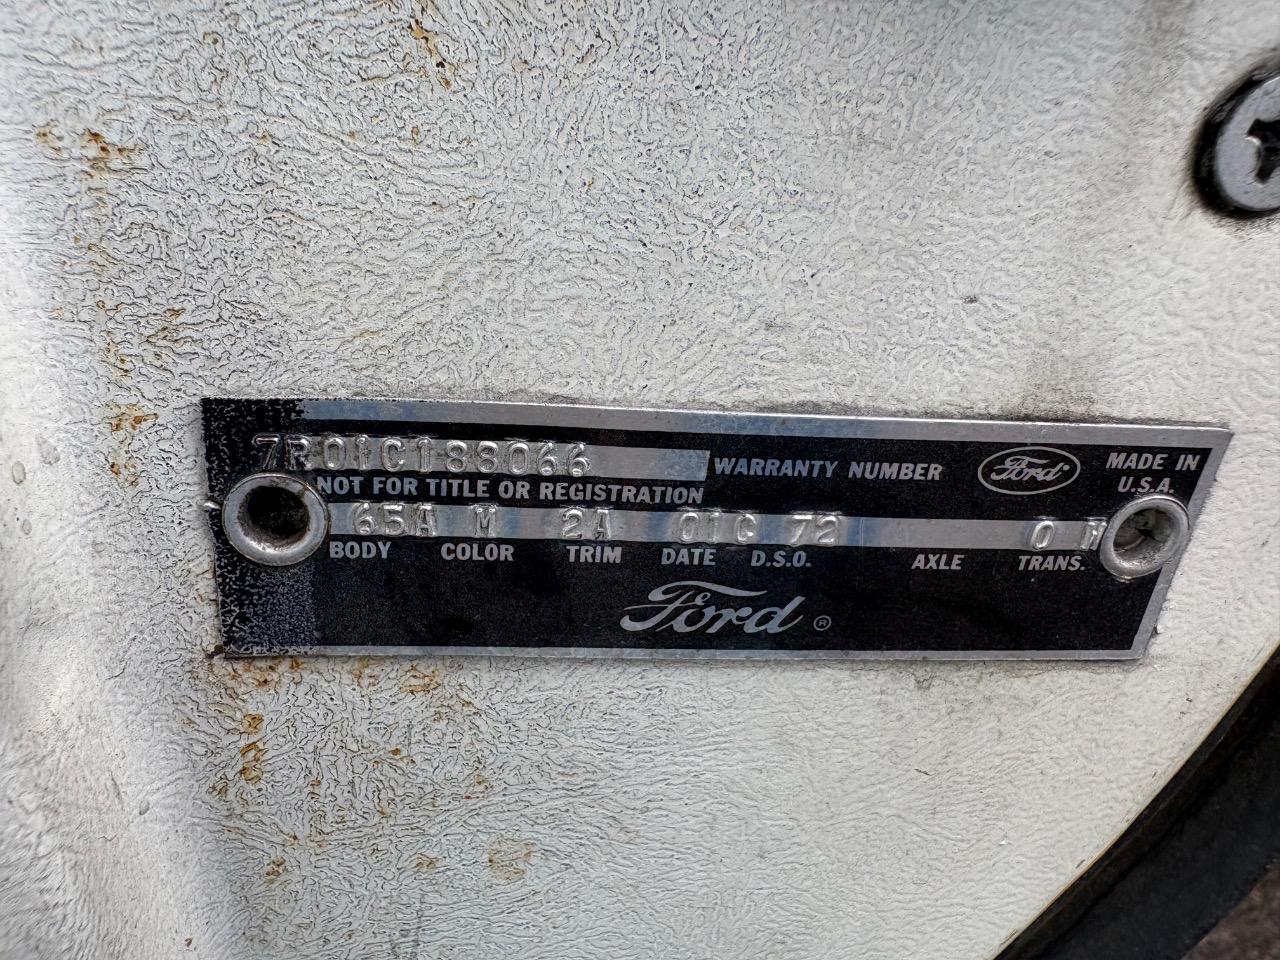 7R01C188066 WARRANTY NUMBER Ford MADE IN
U.S.A.
NOT FOR TITLE OR REGISTRATION
65A M 2A 01C 72 0
BODY COLOR TRIM DATE D.S.O. AXLE TRANS.
Ford ®